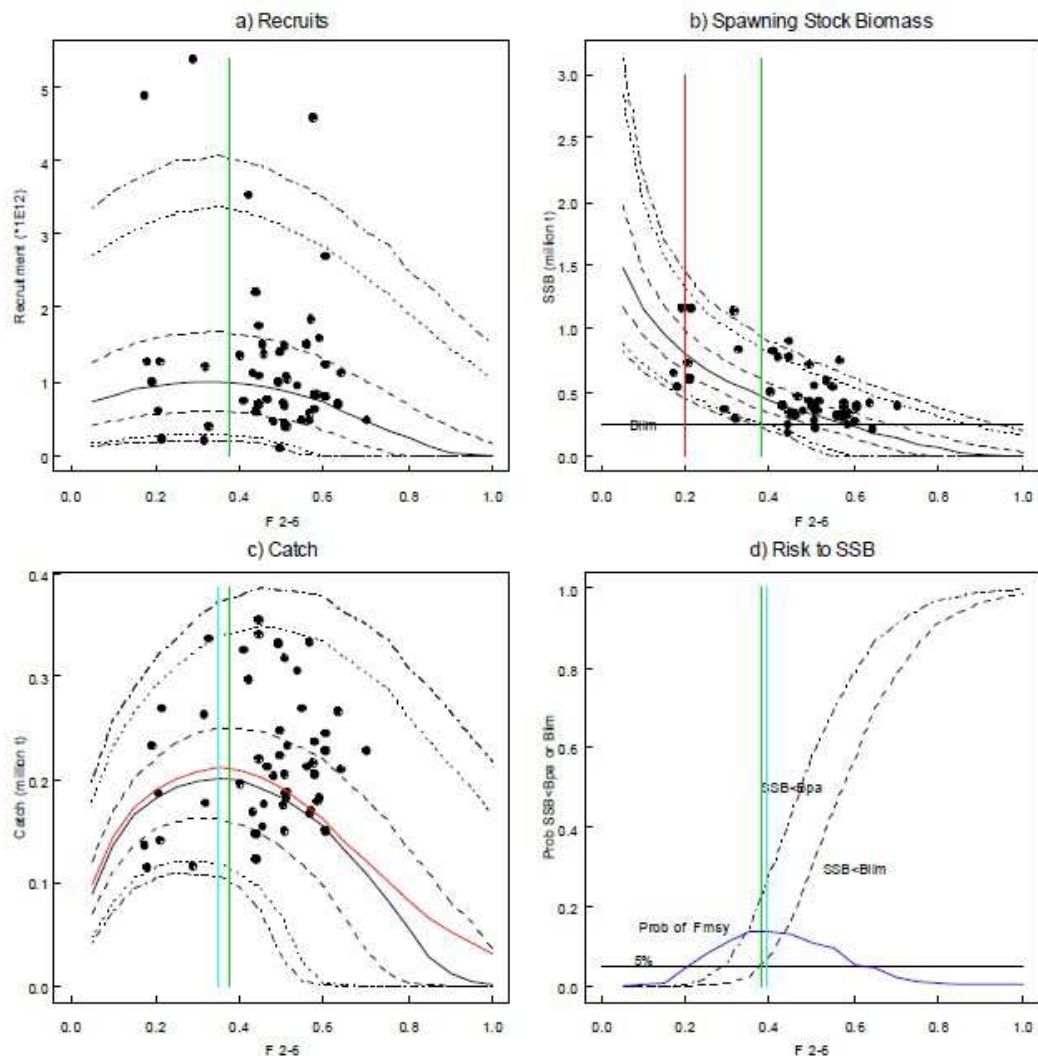 a) Recruits
Recruitment (*1E12)
5
4
3
2
1
0
0.0 0.2 0.4 0.6 0.8 1.0
F 2-6
b) Spawning Stock Biomass
SSB (million t)
3.0
2.5
2.0
1.5
1.0
0.5
0.0
Blim
0.0 0.2 0.4 0.6 0.8 1.0
F 2-6
c) Catch
Catch (million t)
0.4
0.3
0.2
0.1
0.0
0.0 0.2 0.4 0.6 0.8 1.0
F 2-6
d) Risk to SSB
Prob SSB<Bpa or Blim
1.0
0.8
0.6
0.4
0.2
0.0
SSB<Bpa
SSB<Blim
Prob of Fmsy
5%
0.0 0.2 0.4 0.6 0.8 1.0
F 2-6